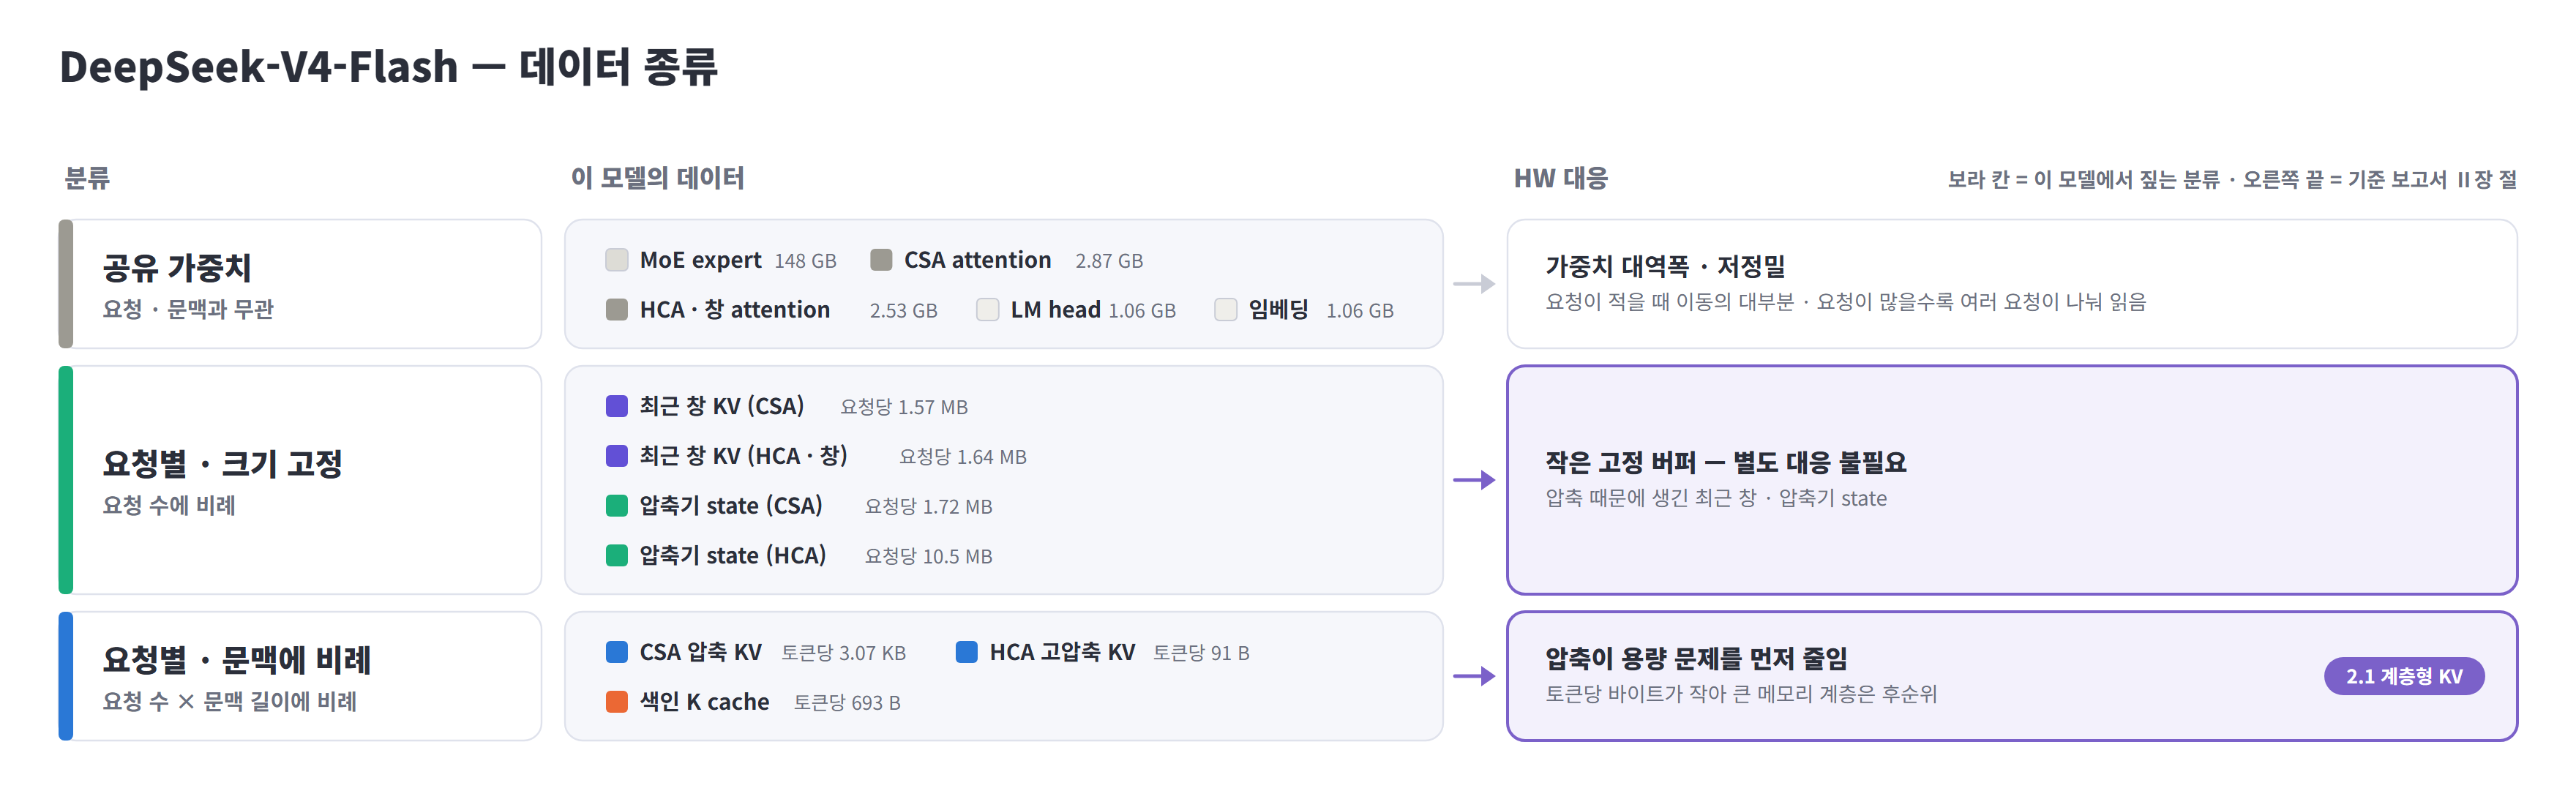 DeepSeek-V4-Flash — 데이터 종류
분류
이 모델의 데이터
HW 대응
보라 칸 = 이 모델에서 짚는 분류 · 오른쪽 끝 = 기준 보고서 II장 절
공유 가중치
요청 · 문맥과 무관
MoE expert 148 GB CSA attention 2.87 GB
HCA · 창 attention 2.53 GB LM head 1.06 GB 임베딩 1.06 GB
가중치 대역폭 · 저정밀
요청이 적을 때 이동의 대부분 · 요청이 많을수록 여러 요청이 나눠 읽음
요청별 · 크기 고정
요청 수에 비례
최근 창 KV (CSA) 요청당 1.57 MB
최근 창 KV (HCA · 창) 요청당 1.64 MB
압축기 state (CSA) 요청당 1.72 MB
압축기 state (HCA) 요청당 10.5 MB
작은 고정 버퍼 — 별도 대응 불필요
압축 때문에 생긴 최근 창 · 압축기 state
요청별 · 문맥에 비례
요청 수 × 문맥 길이에 비례
CSA 압축 KV 토큰당 3.07 KB HCA 고압축 KV 토큰당 91 B
색인 K cache 토큰당 693 B
압축이 용량 문제를 먼저 줄임
토큰당 바이트가 작아 큰 메모리 계층은 후순위
2.1 계층형 KV